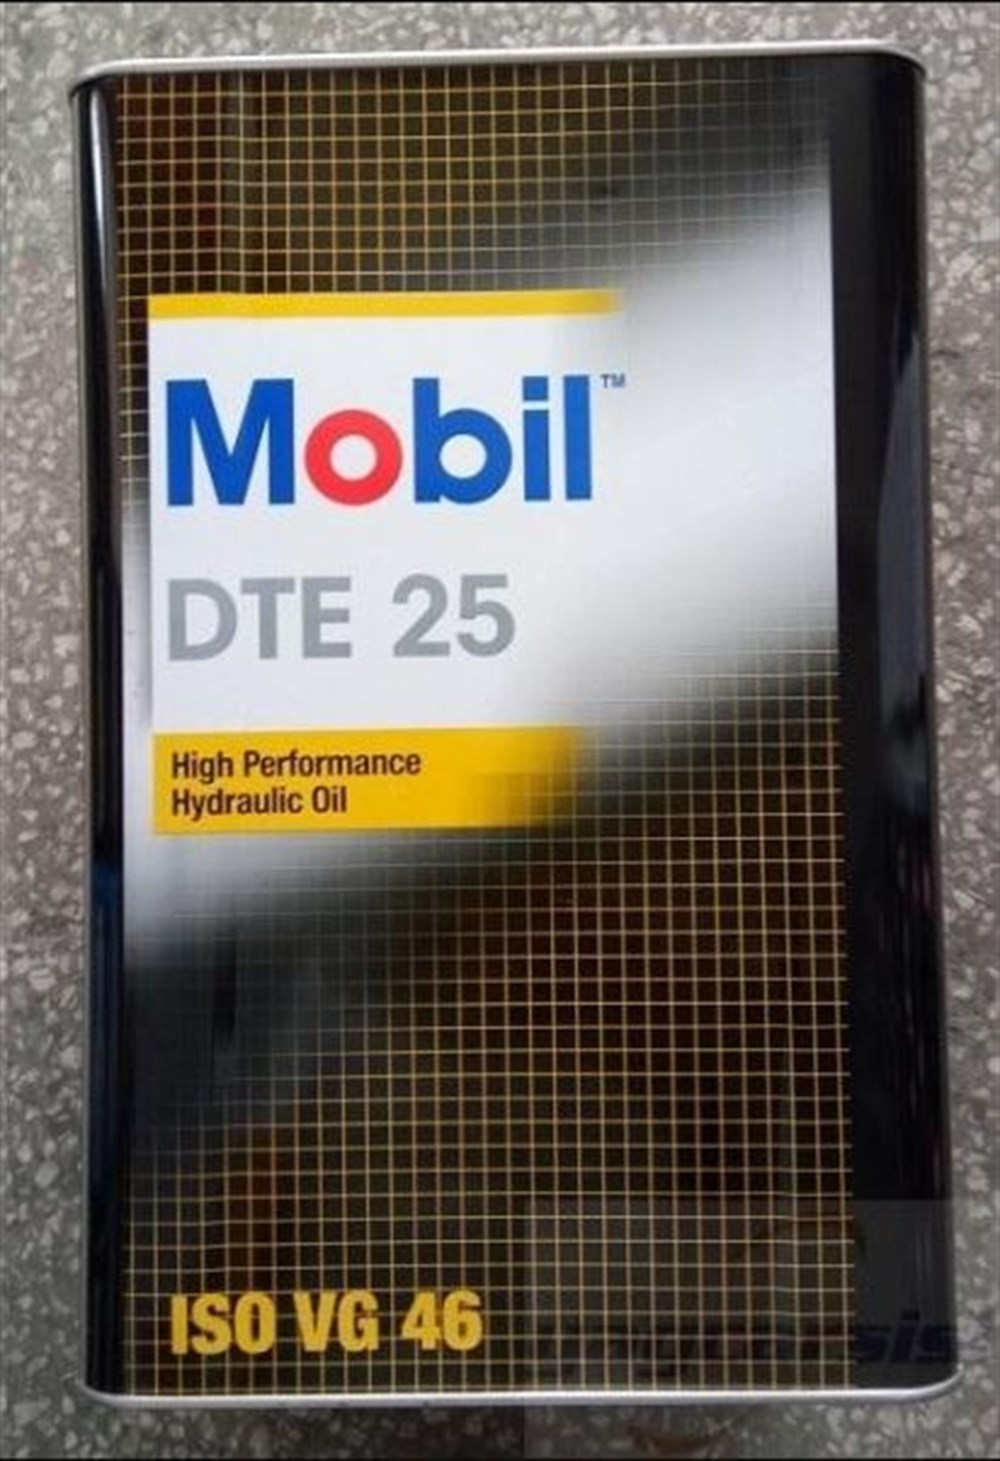 Mobil™
DTE 25
High Performance
Hydraulic Oil
ISO VG 46